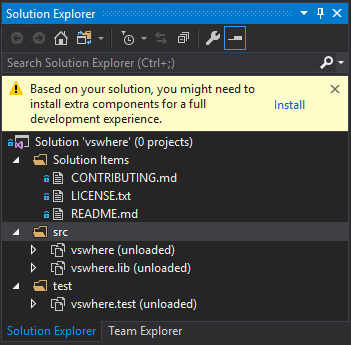 Solution Explorer
Search Solution Explorer (Ctrl+;)
Based on your solution, you might need to
install extra components for a full
development experience.
Install
Solution 'vswhere' (0 projects)
Solution Items
CONTRIBUTING.md
LICENSE.txt
README.md
src
vswhere (unloaded)
vswhere.lib (unloaded)
test
vswhere.test (unloaded)
Solution Explorer Team Explorer